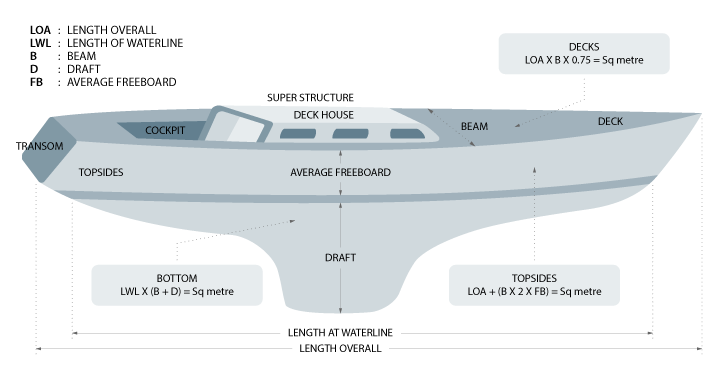 LOA : LENGTH OVERALL
LWL : LENGTH OF WATERLINE
B : BEAM
D : DRAFT
FB : AVERAGE FREEBOARD
DECKS
LOA X B X 0.75 = Sq metre
SUPER STRUCTURE
DECK HOUSE
COCKPIT
BEAM
DECK
TRANSOM
TOPSIDES
AVERAGE FREEBOARD
DRAFT
BOTTOM
LWL X (B + D) = Sq metre
TOPSIDES
LOA + (B X 2 X FB) = Sq metre
LENGTH AT WATERLINE
LENGTH OVERALL